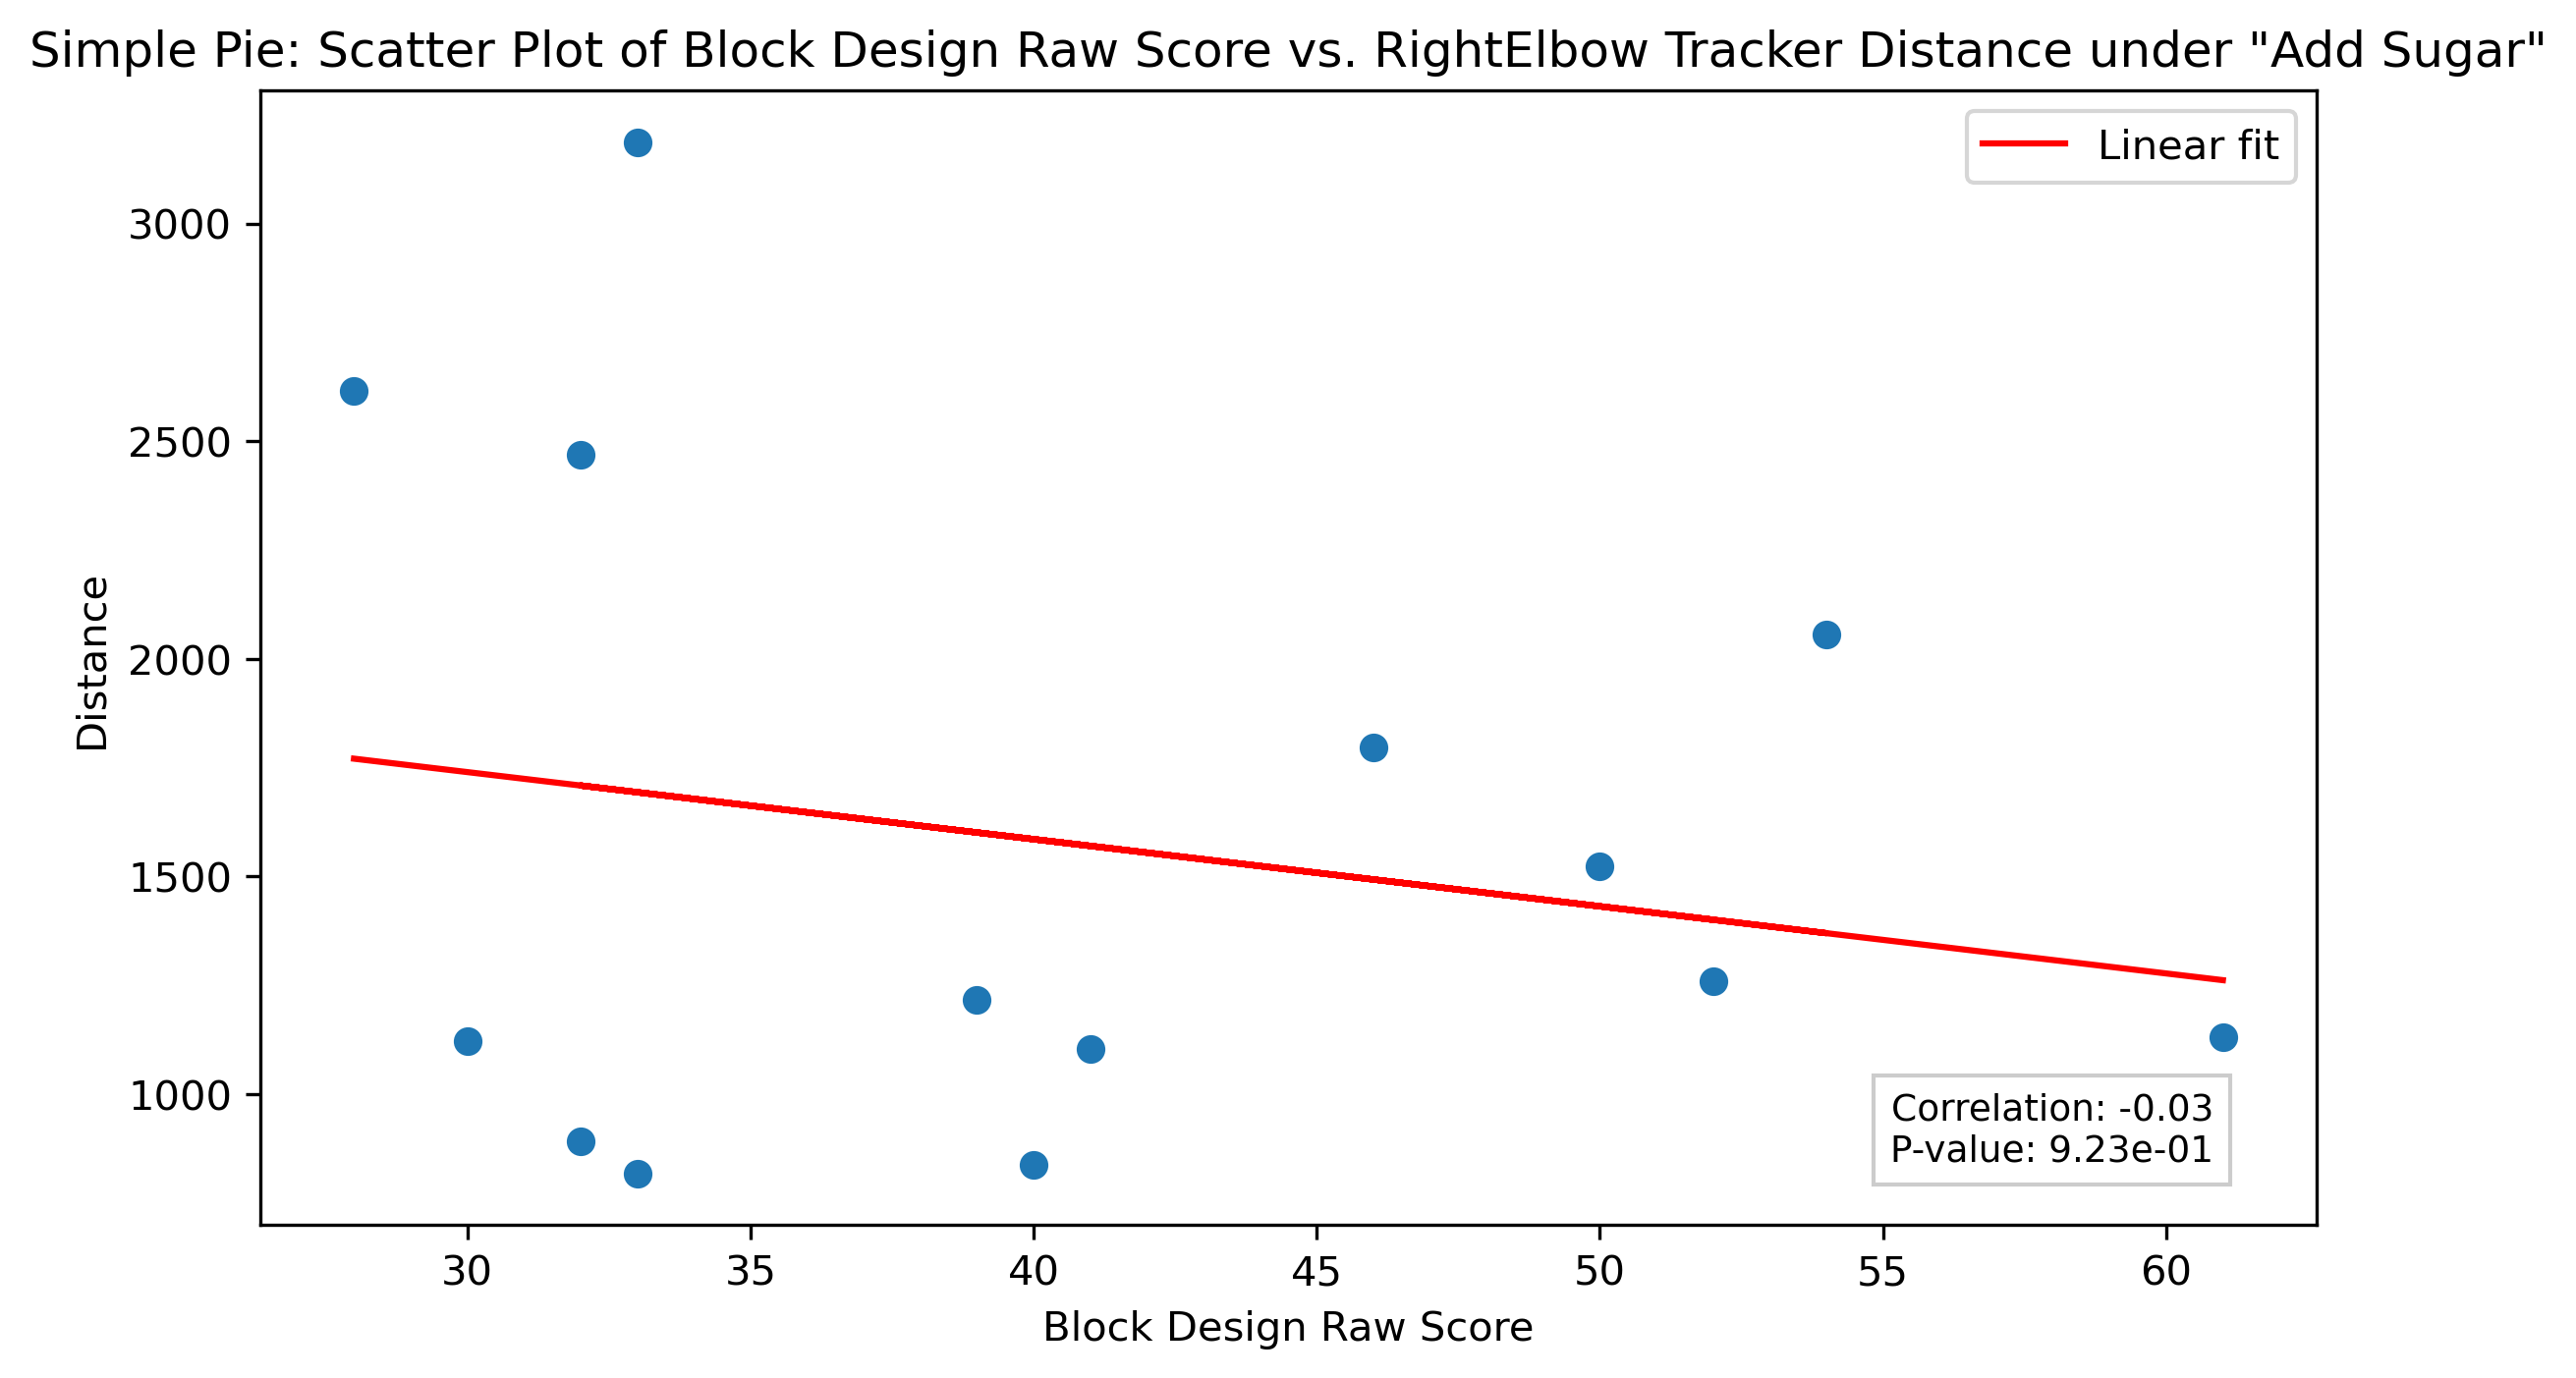 Simple Pie: Scatter Plot of Block Design Raw Score vs. RightElbow Tracker Distance under "Add Sugar"
Linear fit
3000
2500
2000
1500
1000
Distance
Correlation: -0.03
P-value: 9.23e-01
30 35 40 45 50 55 60
Block Design Raw Score